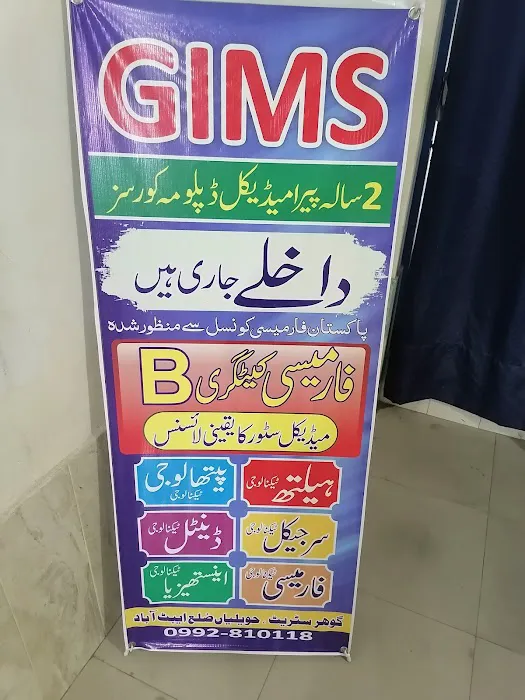 GIMS
2 سالہ پیرامیڈیکل ڈپلومہ کورسز
داخلے جاری ہیں
پاکستان فارمیسی کونسل سے منظور شدہ
فارمیسی کیٹگری B
میڈیکل سٹور کا یقینی لائسنس
ہیلتھ ٹیکنالوجی
پیتھالوجی ٹیکنالوجی
سرجیکل ٹیکنالوجی
ڈینٹل ٹیکنالوجی
فارمیسی ٹیکنالوجی
اینستھیزیا ٹیکنالوجی
گوھر سٹریٹ حویلیاں ضلع ایبٹ آباد
0992-810118